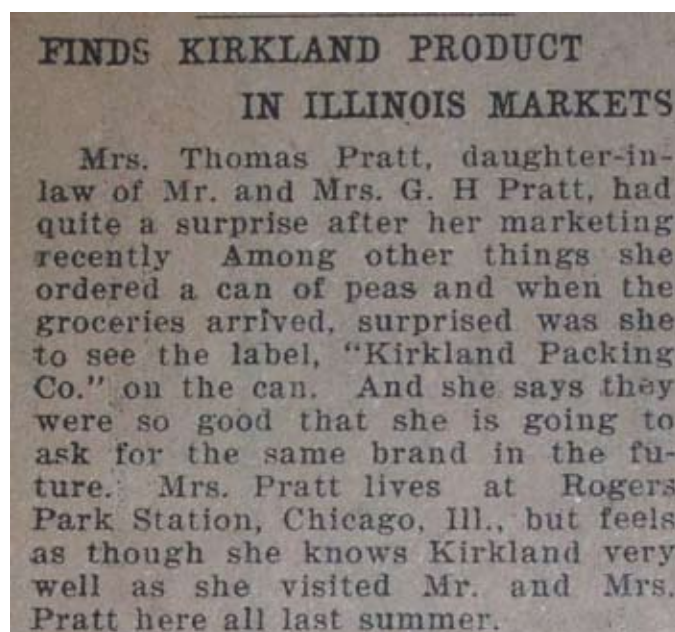 FINDS KIRKLAND PRODUCT
IN ILLINOIS MARKETS
Mrs. Thomas Pratt, daughter-in-
law of Mr. and Mrs. G. H Pratt, had
quite a surprise after her marketing
recently Among other things she
ordered a can of peas and when the
groceries arrived, surprised was she
to see the label, "Kirkland Packing
Co." on the can. And she says they
were so good that she is going to
ask for the same brand in the fu-
ture. Mrs. Pratt lives at Rogers
Park Station, Chicago, Ill., but feels
as though she knows Kirkland very
well as she visited Mr. and Mrs.
Pratt here all last summer.